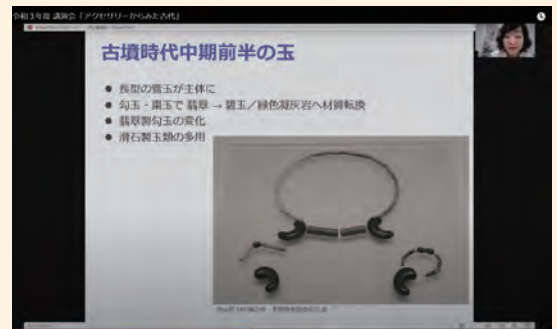 令和3年度 講演会「アクセサリーからみた古代」
古墳時代中期前半の玉
● 長型の管玉が主体に
● 勾玉・棗玉で 翡翠 → 碧玉／緑色凝灰岩へ材質転換
● 翡翠製勾玉の変化
● 滑石製玉類の多用